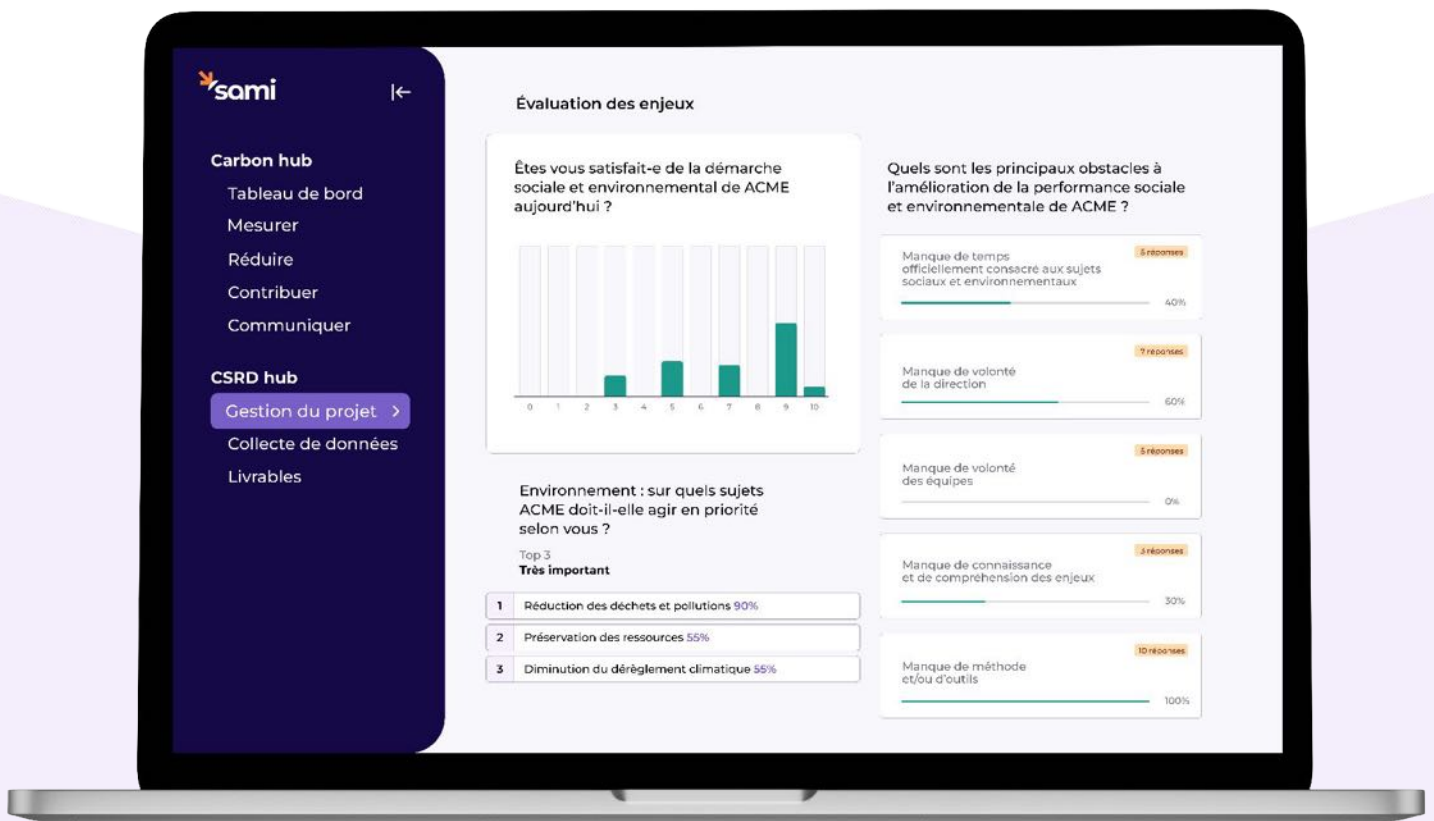 sami
Carbon hub
Tableau de bord
Mesurer
Réduire
Contribuer
Communiquer
CSRD hub
Gestion du projet >
Collecte de données
Livrables
Évaluation des enjeux
Êtes vous satisfait-e de la démarche
sociale et environnemental de ACME
aujourd'hui ?
0 1 2 3 4 5 6 7 8 9 10
Environnement : sur quels sujets
ACME doit-il-elle agir en priorité
selon vous ?
Top 3
Très important
1 Réduction des déchets et pollutions 90%
2 Préservation des ressources 55%
3 Diminution du dérèglement climatique 55%
Quels sont les principaux obstacles à
l'amélioration de la performance sociale
et environnementale de ACME ?
5 réponses
Manque de temps
officiellement consacré aux sujets
sociaux et environnementaux
40%
7 réponses
Manque de volonté
de la direction
60%
5 réponses
Manque de volonté
des équipes
0%
3 réponses
Manque de connaissance
et de compréhension des enjeux
30%
10 réponses
Manque de méthode
et/ou d'outils
100%